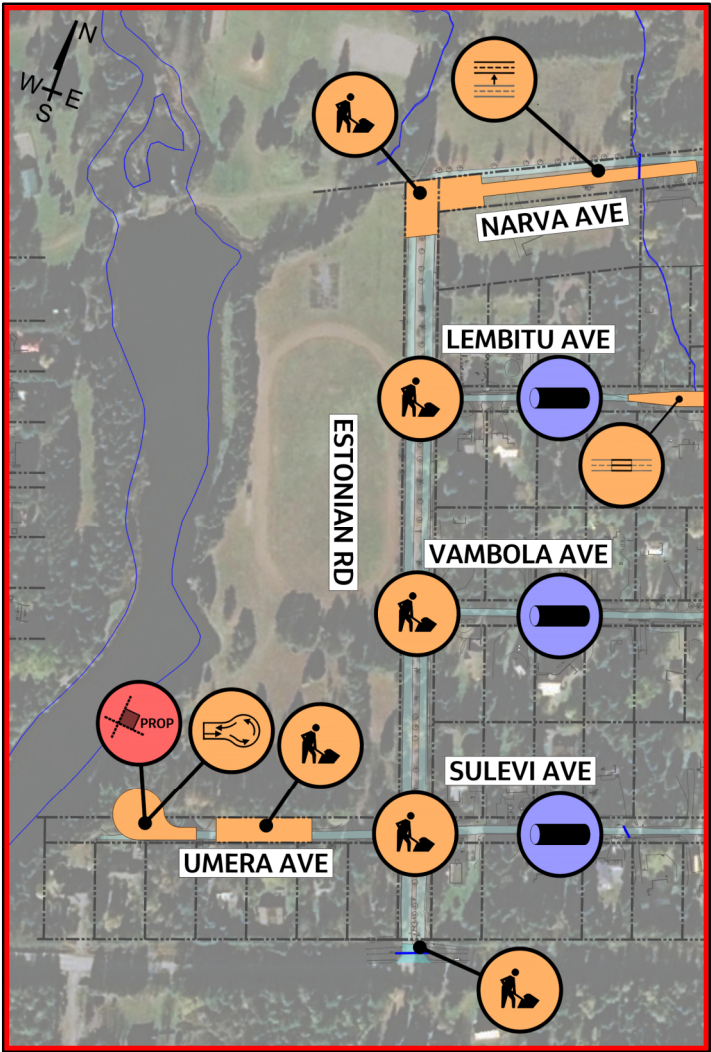 N
W E
S
NARVA AVE
LEMBITU AVE
ESTONIAN RD
VAMBOLA AVE
PROP
SULEVI AVE
UMERA AVE